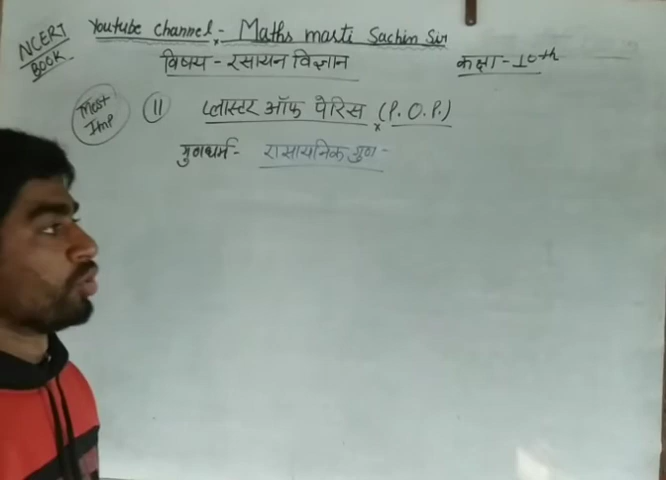 NCERT BOOK
Youtube channel,- Maths masti Sachin Sir
विषय - रसायन विज्ञान कक्षा - 10th
Most Imp
11 प्लास्टर ऑफ पेरिस (P.O.P.)
गुणधर्म- रासायनिक गुण -